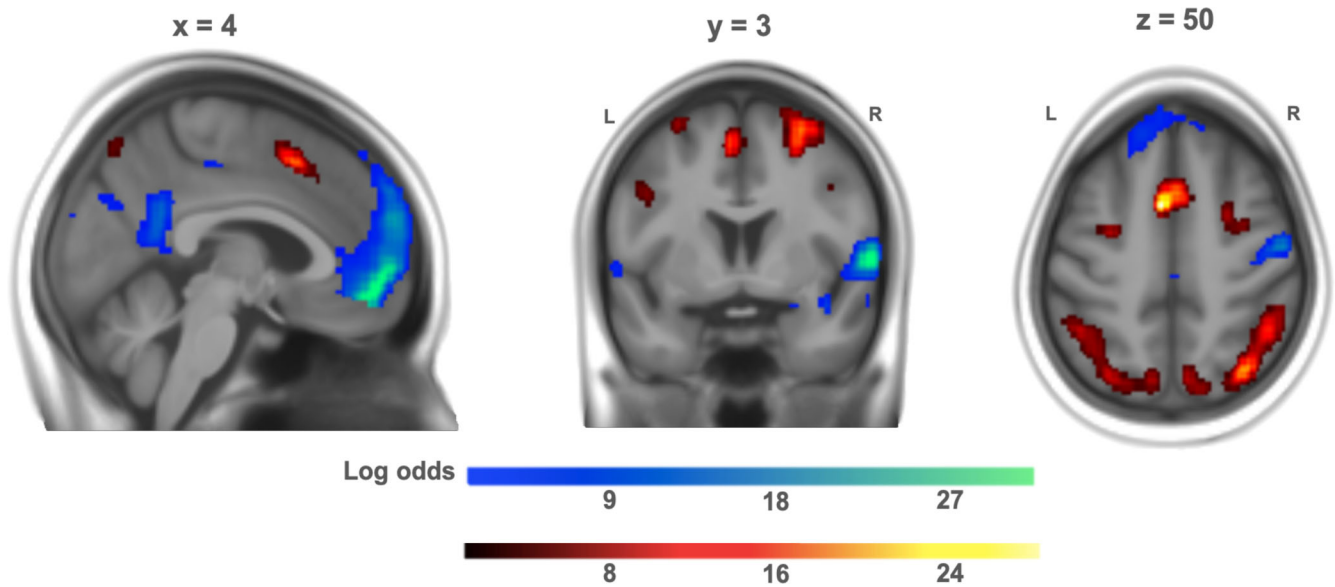 x = 4
y = 3
z = 50
L
R
L
R
Log odds
9 18 27
8 16 24